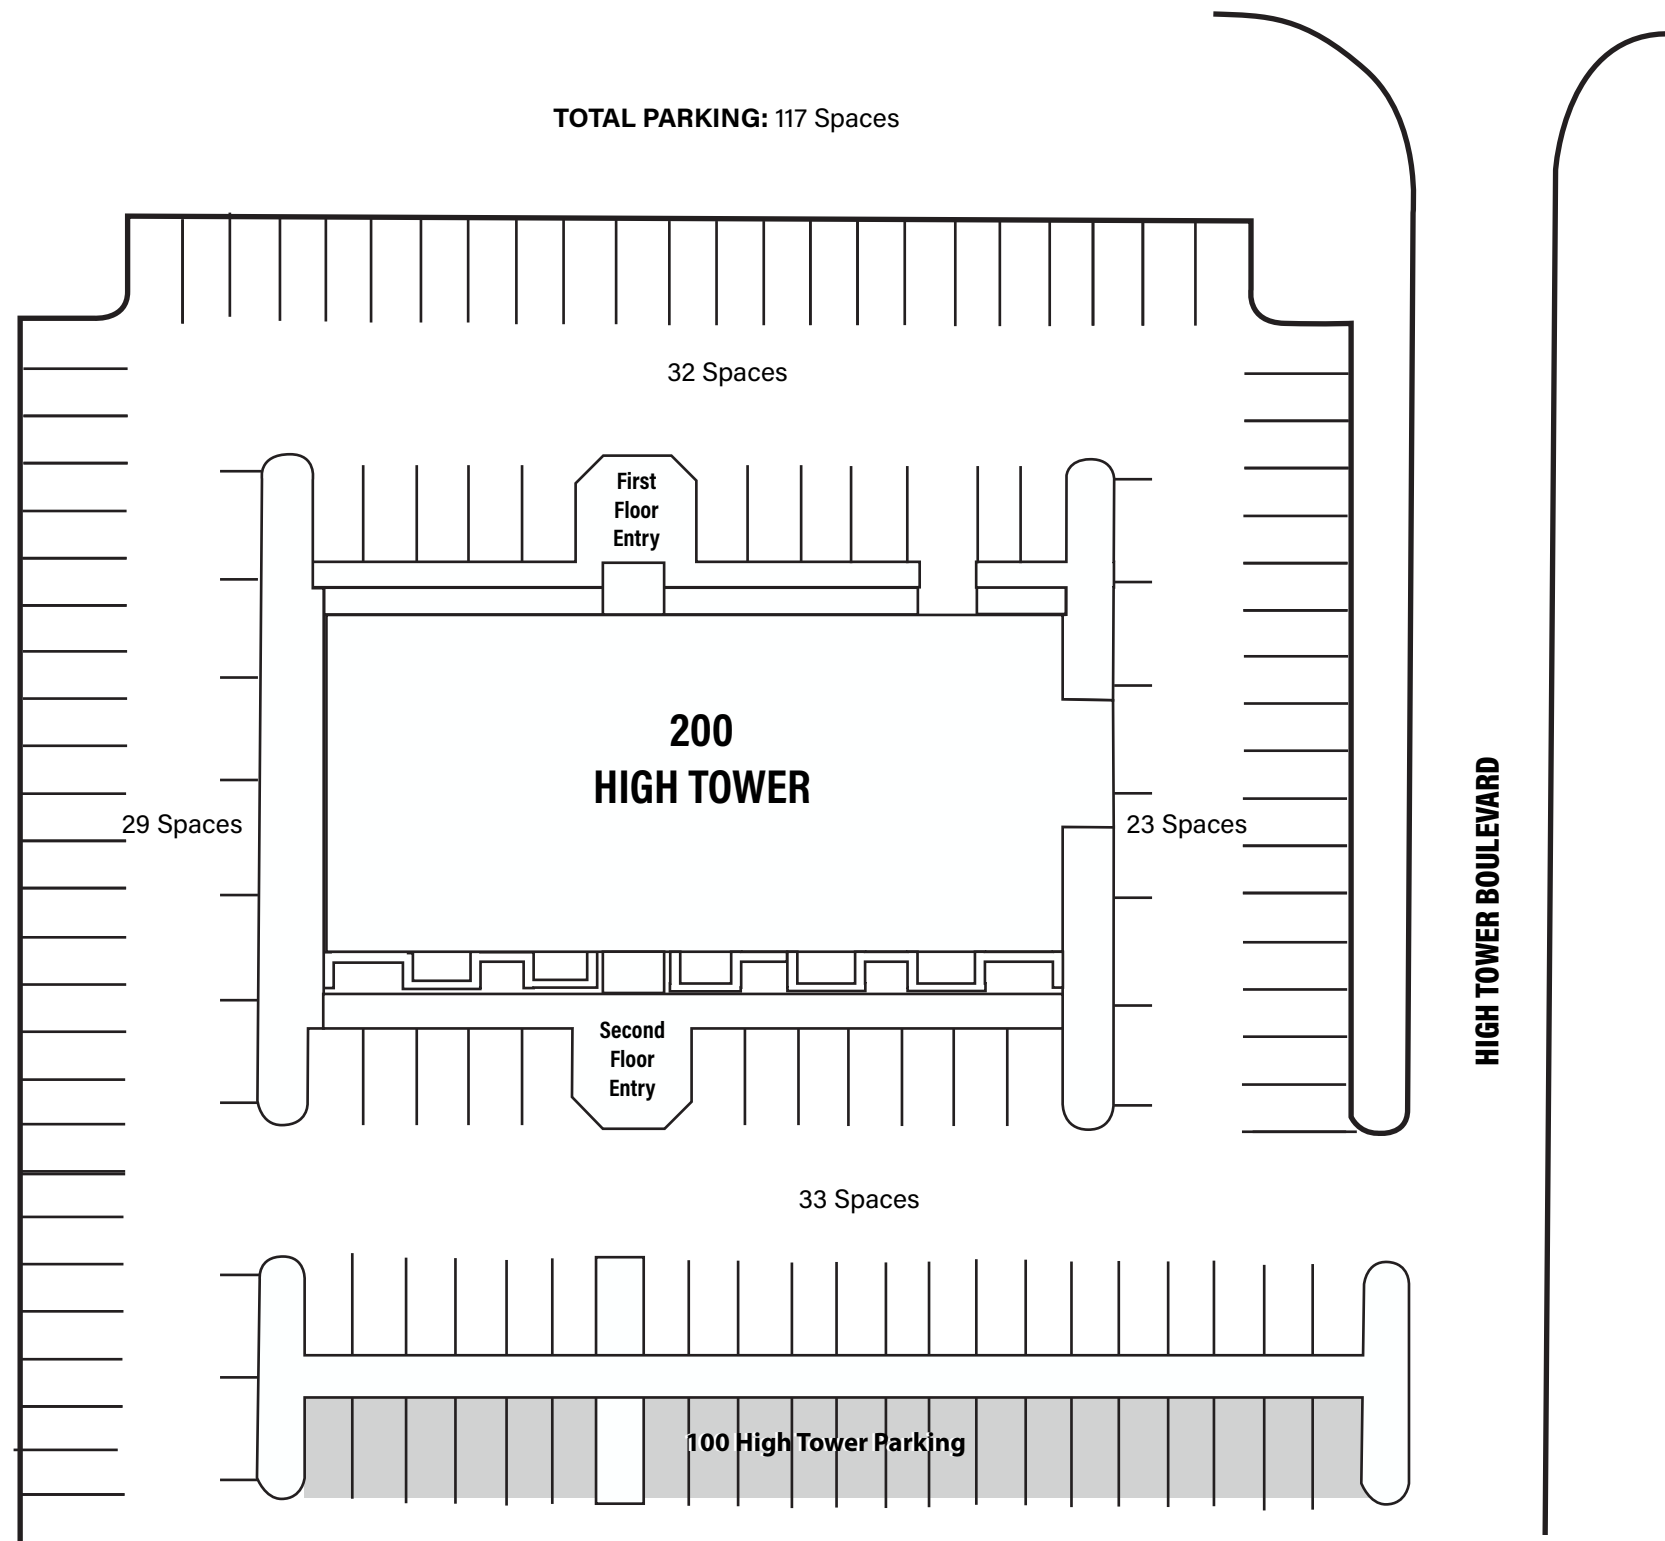 TOTAL PARKING: 117 Spaces
32 Spaces
First
Floor
Entry
200
HIGH TOWER
29 Spaces
23 Spaces
HIGH TOWER BOULEVARD
Second
Floor
Entry
33 Spaces
100 High Tower Parking